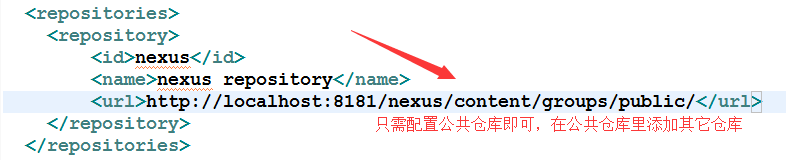 <repositories>
<repository>
<id>nexus</id>
<name>nexus repository</name>
<url>http://localhost:8181/nexus/content/groups/public/</url>
只需配置公共仓库即可，在公共仓库里添加其它仓库
</repository>
</repositories>